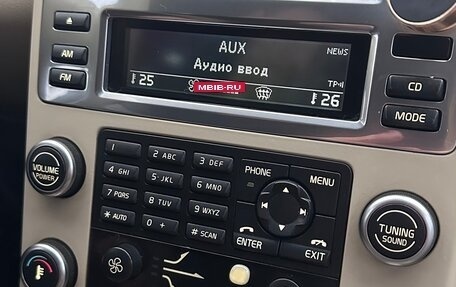 AUX
NEWS
Аудио ввод
25
TP
26
MBIB-RU
AM
FM
CD
MODE
VOLUME
POWER
1
2 ABC
3 DEF
4 GHI
5 JKL
6 MNO
7 PQRS
8 TUV
9 WXYZ
* AUTO
0 +
# SCAN
PHONE
MENU
ENTER
EXIT
TUNING
SOUND